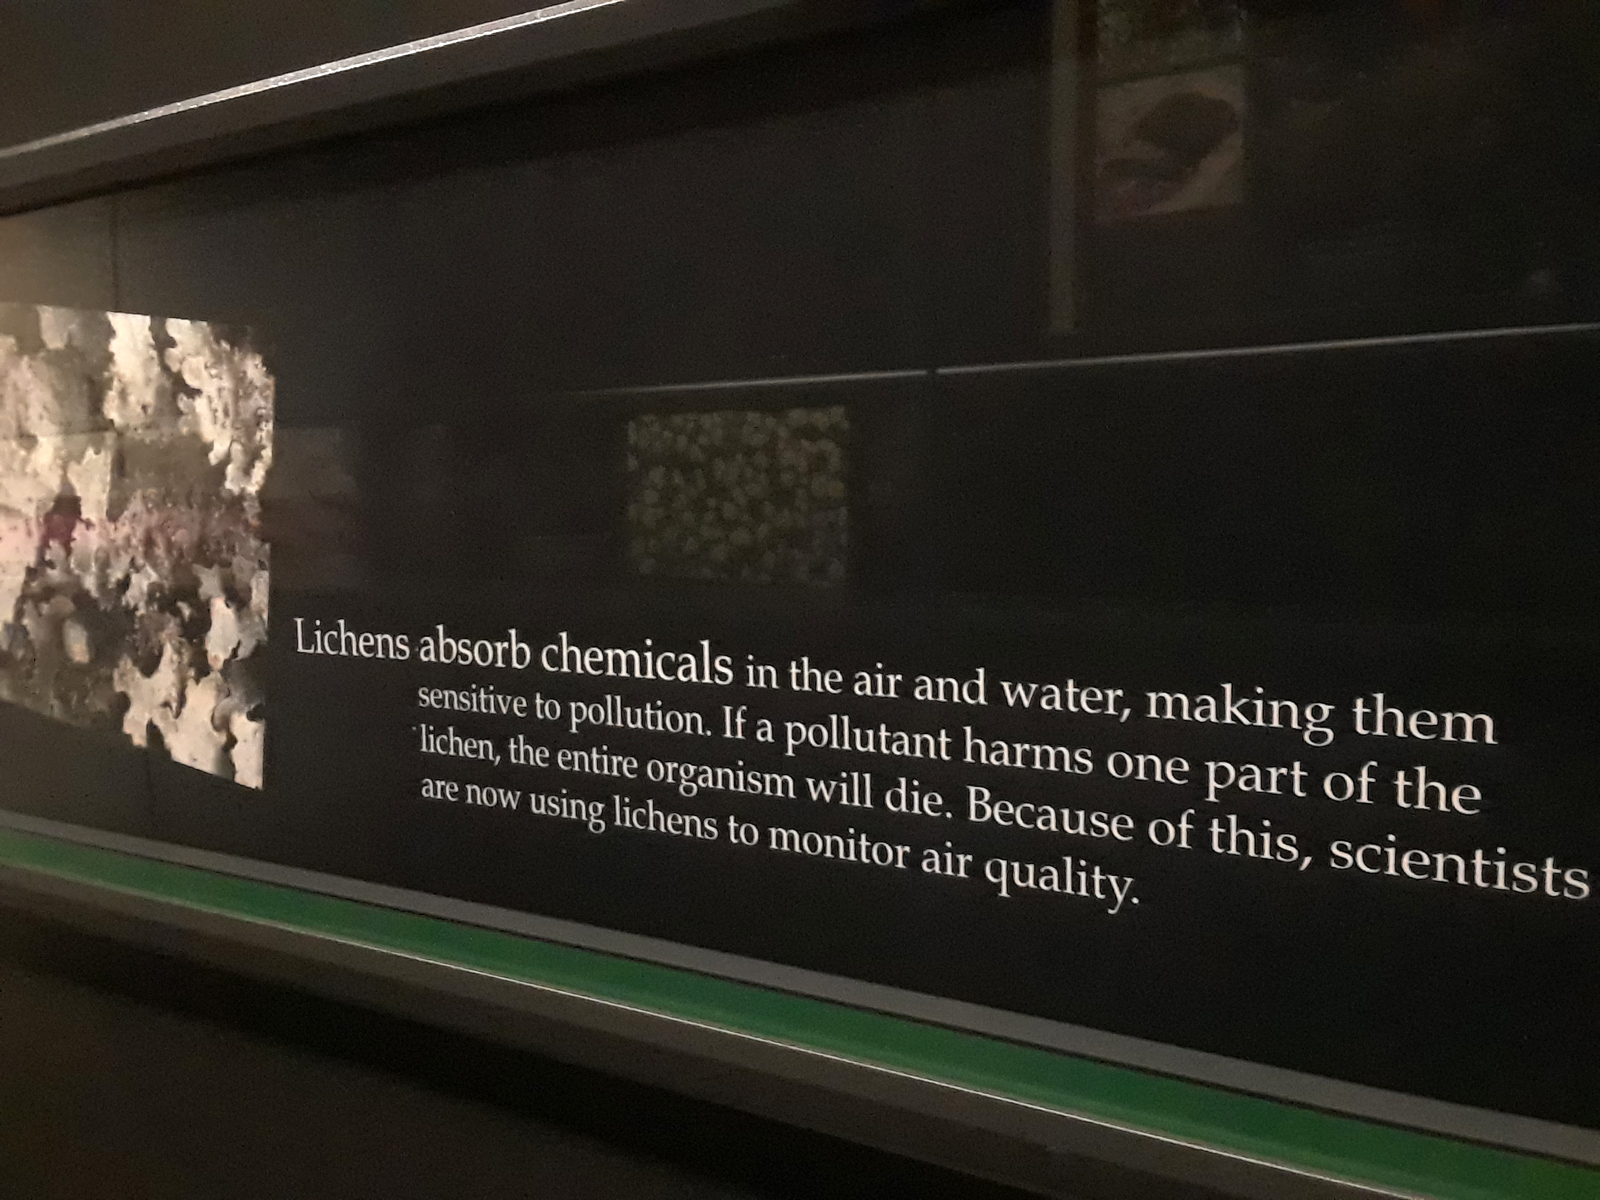 Lichens absorb chemicals in the air and water, making them
sensitive to pollution. If a pollutant harms one part of the
lichen, the entire organism will die. Because of this, scientists
are now using lichens to monitor air quality.